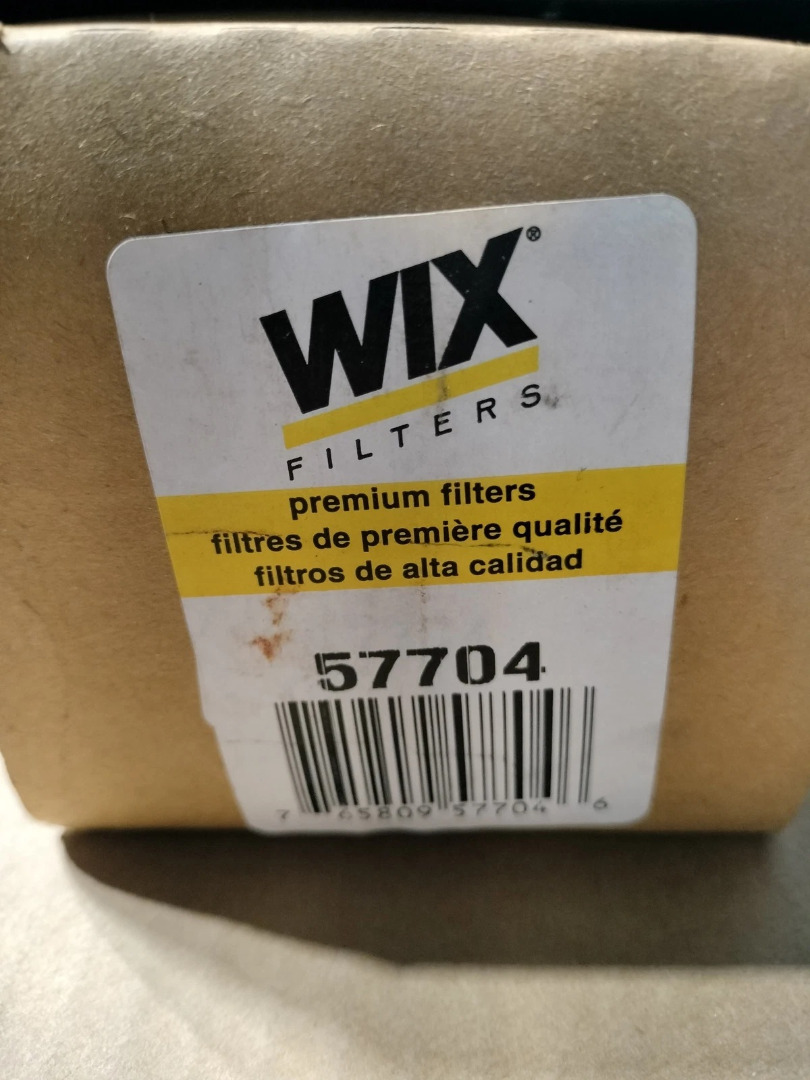 WIX®
FILTERS
premium filters
filtres de première qualité
filtros de alta calidad
57704
7 65809 57704 6